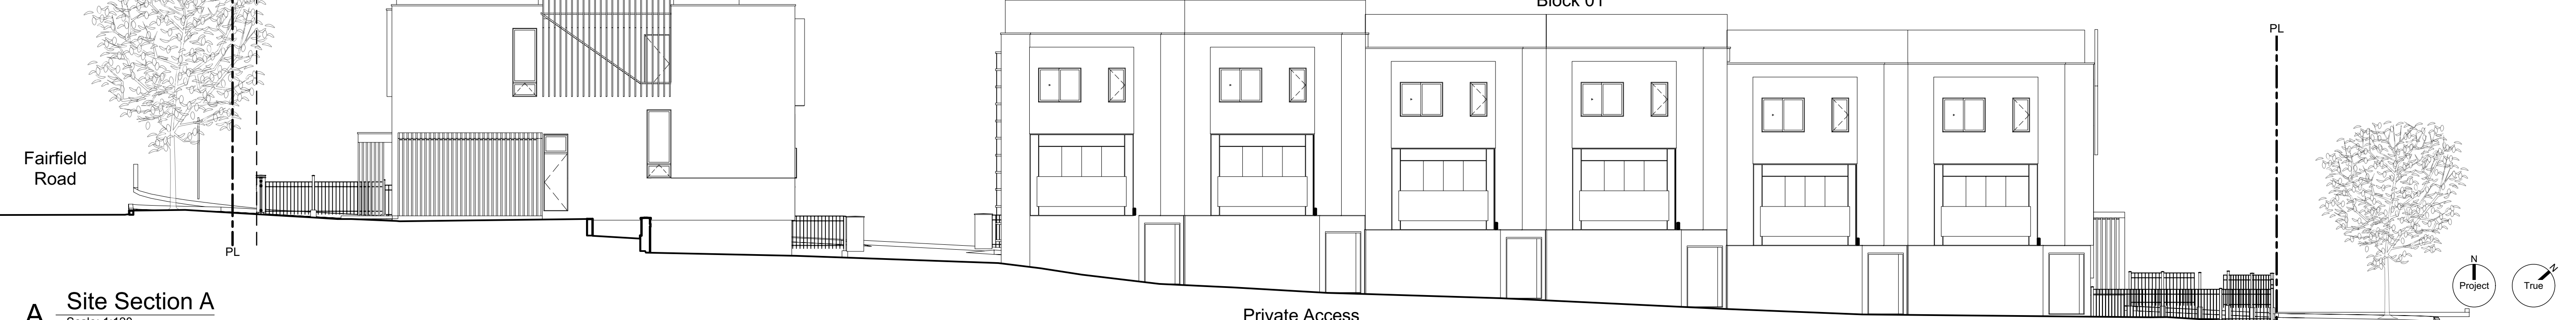 Block 01
PL
Fairfield
Road
PL
N
N
Project
True
A
Site Section A
Private Access